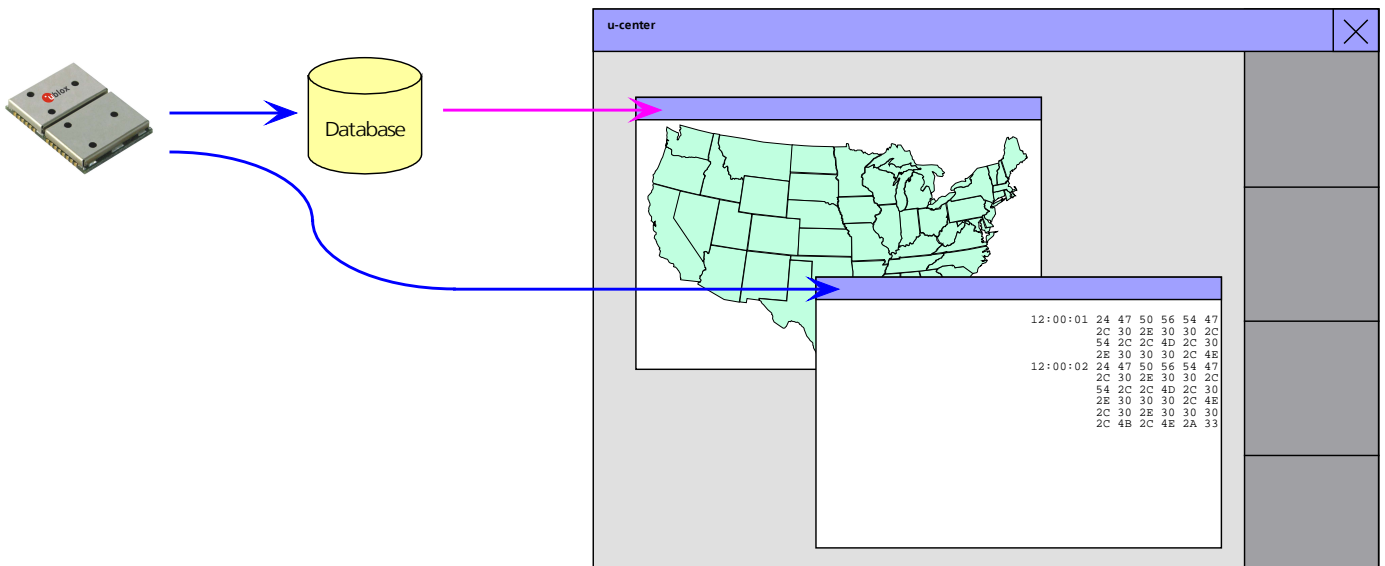 u-center
ublox
Database
12:00:01 24 47 50 56 54 47
2C 30 2E 30 30 2C
54 2C 2C 4D 2C 30
2E 30 30 30 2C 4E
12:00:02 24 47 50 56 54 47
2C 30 2E 30 30 2C
54 2C 2C 4D 2C 30
2E 30 30 30 2C 4E
2C 30 2E 30 30 30
2C 4B 2C 4E 2A 33